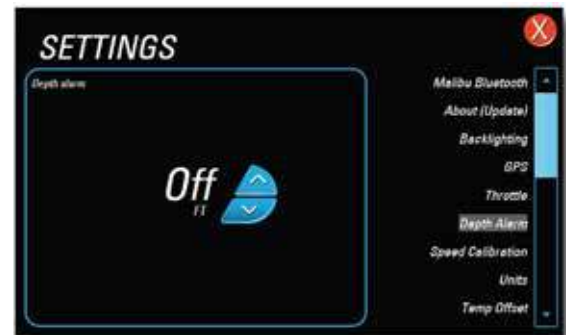 SETTINGS
X
Depth alarm
Off
FT
Malibu Bluetooth
About (Update)
Backlighting
GPS
Throttle
Depth Alarm
Speed Calibration
Units
Temp Offset